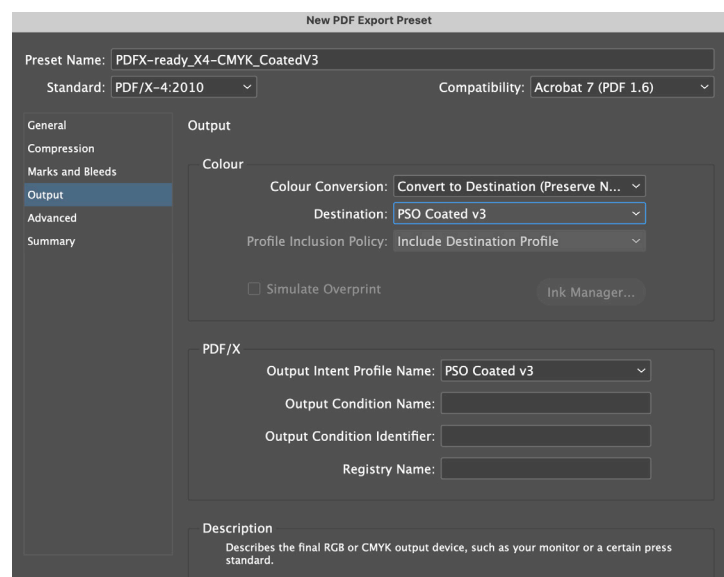 New PDF Export Preset
Preset Name: PDFX-ready_X4-CMYK_CoatedV3
Standard: PDF/X-4:2010 Compatibility: Acrobat 7 (PDF 1.6)
General
Compression
Marks and Bleeds
Output
Advanced
Summary
Output
Colour
Colour Conversion: Convert to Destination (Preserve N...
Destination: PSO Coated v3
Profile Inclusion Policy: Include Destination Profile
Simulate Overprint
Ink Manager...
PDF/X
Output Intent Profile Name: PSO Coated v3
Output Condition Name:
Output Condition Identifier:
Registry Name:
Description
Describes the final RGB or CMYK output device, such as your monitor or a certain press
standard.